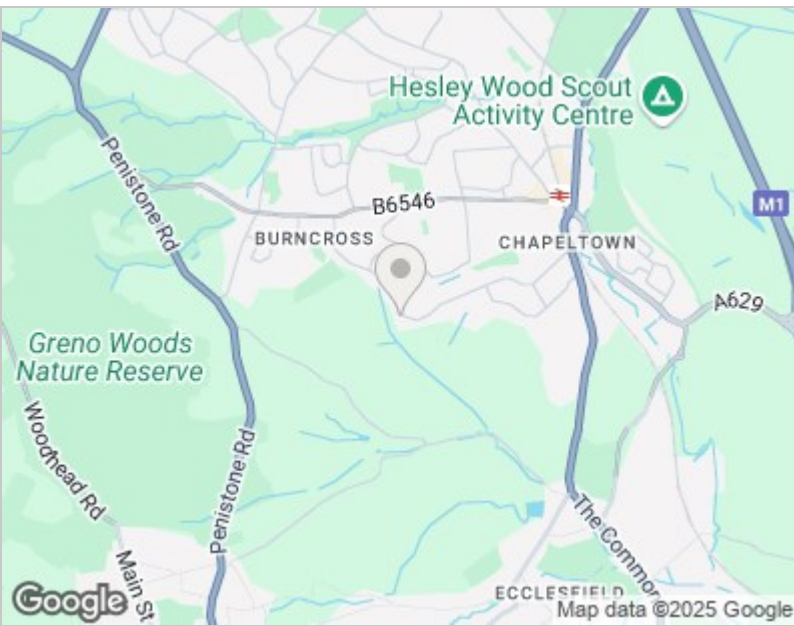 Hesley Wood Scout
Activity Centre
Penistone Rd
B6546
M1
BURNCROSS
CHAPELTOWN
A629
Greno Woods
Nature Reserve
Woodhead Rd
Penistone Rd
The Common
Main St
ECCLESFIELD
Google
Map data ©2025 Google